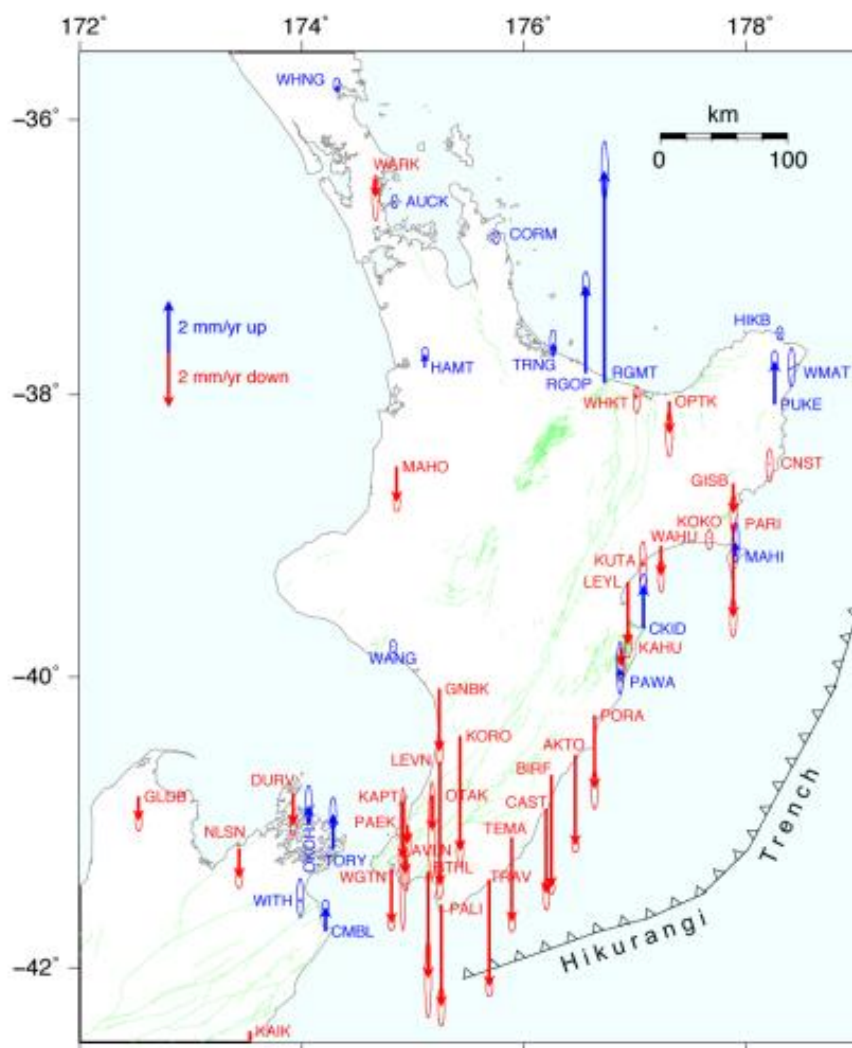 172˚ 174˚ 176˚ 178˚
WHNG
−36˚
km
0 100
WARK
AUCK
CORM
2 mm/yr up
2 mm/yr down
HIKB
HAMT
TRNG
WMAT
RGOP
RGMT
−38˚
WHKT
OPTK
PUKE
MAHO
CNST
GISB
KOKO
PARI
WAHU
KUTA
MAHI
LEYL
CKID
KAHU
WANG
−40˚
PAWA
GNBK
PORA
KORO
AKTO
LEVN
BIRF
DURV
GLDB
KAPT
OTAK
CAST
PAEK
TEMA
NLSN
OKOH
TORY
AVLN
WGTN
BTHL
TRAV
WITH
PALI
CMBL
Hikurangi Trench
−42˚
KAIK